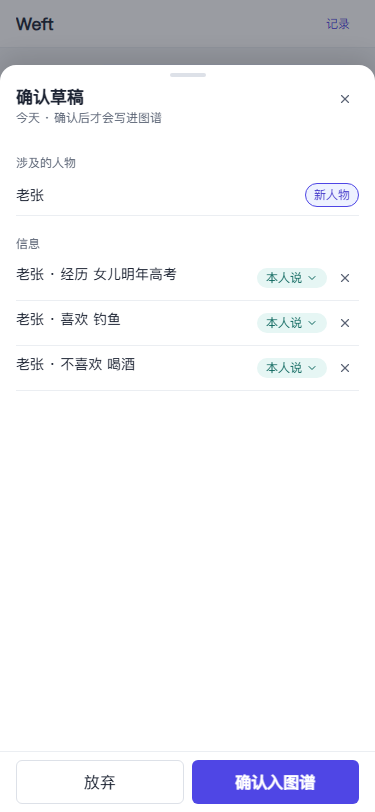 Weft
记录
确认草稿
今天 · 确认后才会写进图谱
涉及的人物
老张
新人物
信息
老张 · 经历 女儿明年高考
本人说
老张 · 喜欢 钓鱼
本人说
老张 · 不喜欢 喝酒
本人说
放弃
确认入图谱